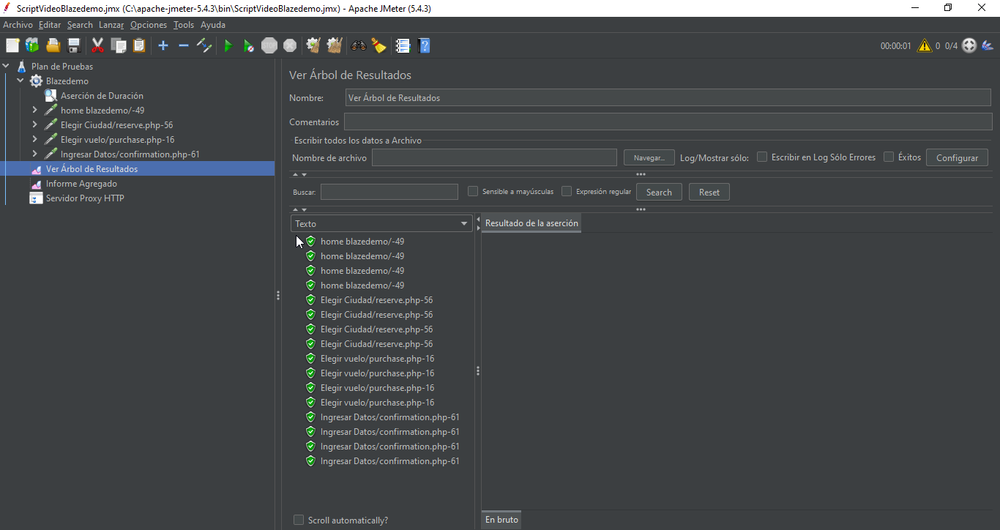 ScriptVideoBlazedemo.jmx (C:\apache-jmeter-5.4.3\bin\ScriptVideoBlazedemo.jmx) - Apache JMeter (5.4.3)
Archivo Editar Search Lanzar Opciones Tools Ayuda
STOP 00:00:01 0 0/4
Plan de Pruebas
Blazedemo
Aserción de Duración
home blazedemo/-49
Elegir Ciudad/reserve.php-56
Elegir vuelo/purchase.php-16
Ingresar Datos/confirmation.php-61
Ver Árbol de Resultados
Informe Agregado
Servidor Proxy HTTP
Ver Árbol de Resultados
Nombre: Ver Árbol de Resultados
Comentarios
Escribir todos los datos a Archivo
Nombre de archivo Navegar... Log/Mostrar sólo: Escribir en Log Sólo Errores Éxitos Configurar
Buscar: Sensible a mayúsculas Expresión regular Search Reset
Texto
home blazedemo/-49
home blazedemo/-49
home blazedemo/-49
home blazedemo/-49
Elegir Ciudad/reserve.php-56
Elegir Ciudad/reserve.php-56
Elegir Ciudad/reserve.php-56
Elegir Ciudad/reserve.php-56
Elegir vuelo/purchase.php-16
Elegir vuelo/purchase.php-16
Elegir vuelo/purchase.php-16
Elegir vuelo/purchase.php-16
Ingresar Datos/confirmation.php-61
Ingresar Datos/confirmation.php-61
Ingresar Datos/confirmation.php-61
Ingresar Datos/confirmation.php-61
Scroll automatically?
Resultado de la aserción
En bruto